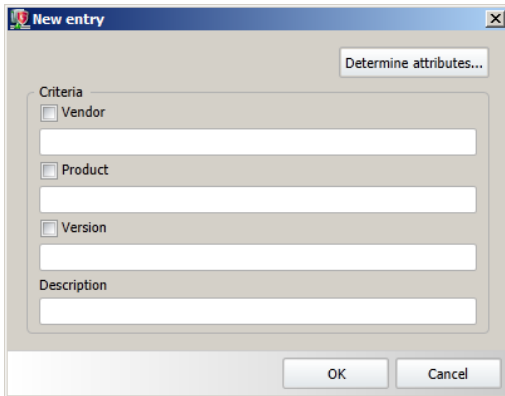 New entry
Determine attributes...
Criteria
Vendor
Product
Version
Description
OK
Cancel